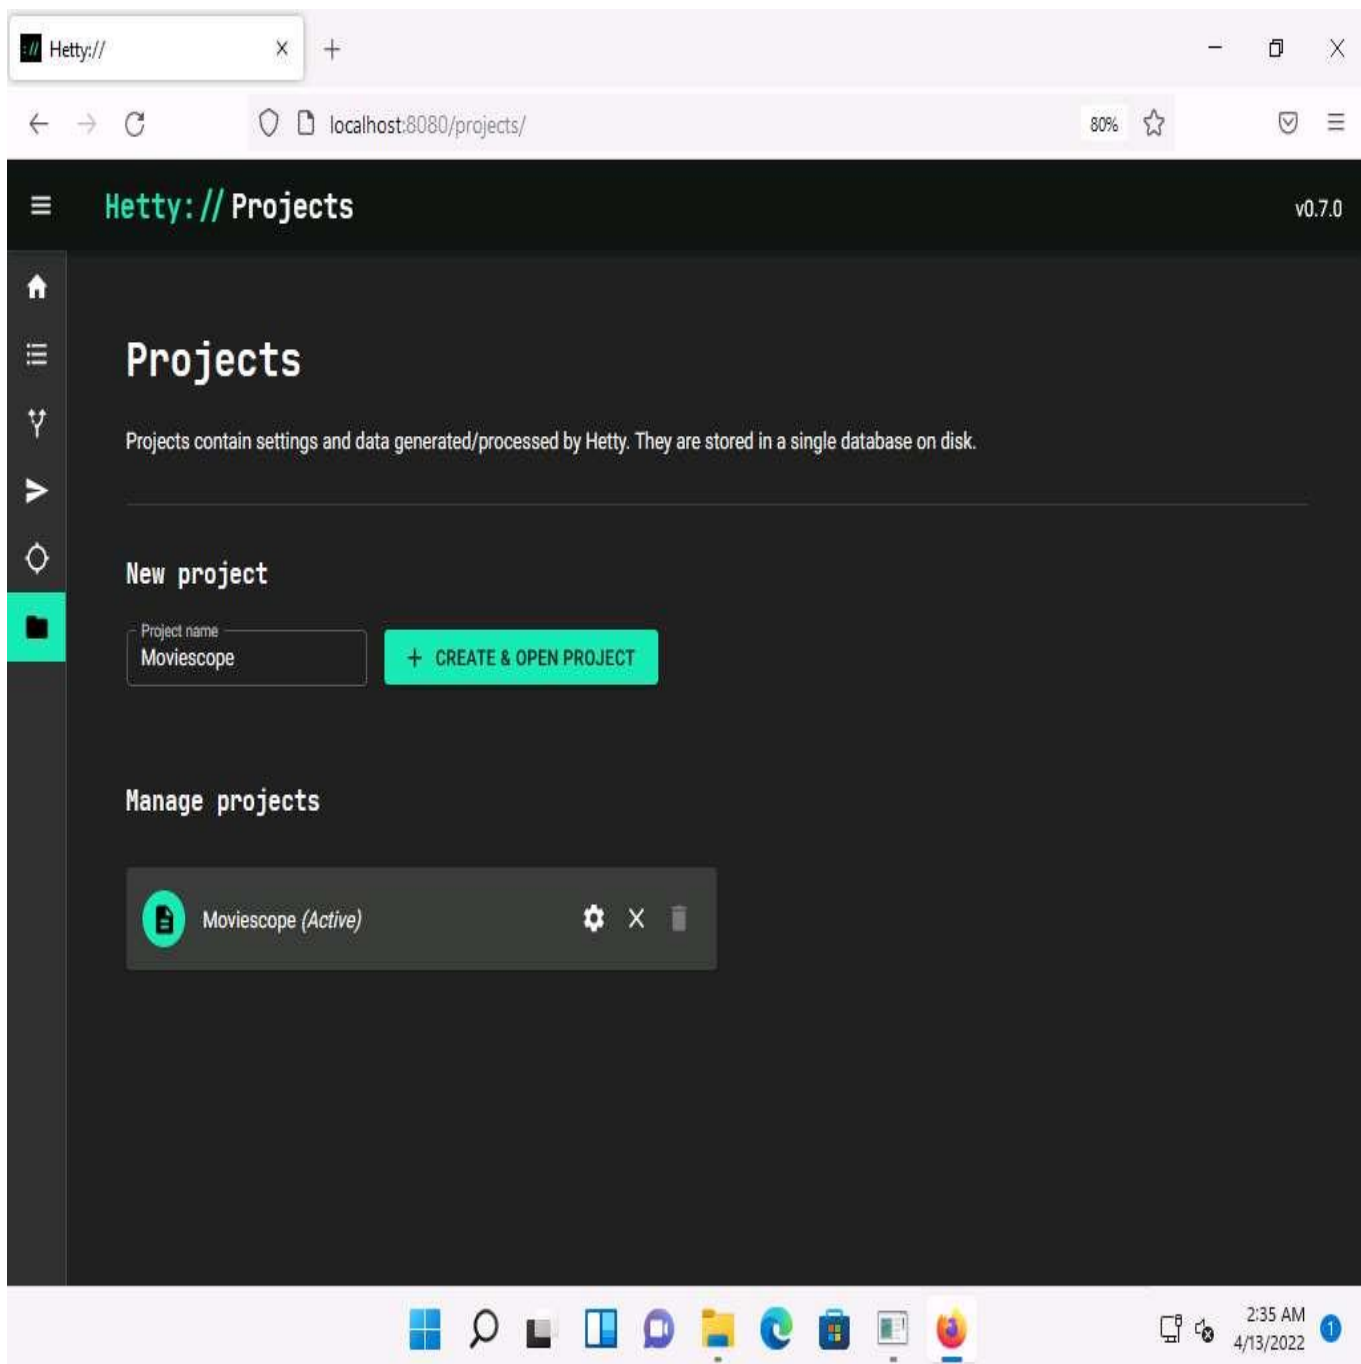 :// Hetty://
localhost:8080/projects/
80%
Hetty:// Projects
v0.7.0
Projects
Projects contain settings and data generated/processed by Hetty. They are stored in a single database on disk.
New project
Project name
Moviescope
+ CREATE & OPEN PROJECT
Manage projects
Moviescope (Active)
2:35 AM
4/13/2022
1